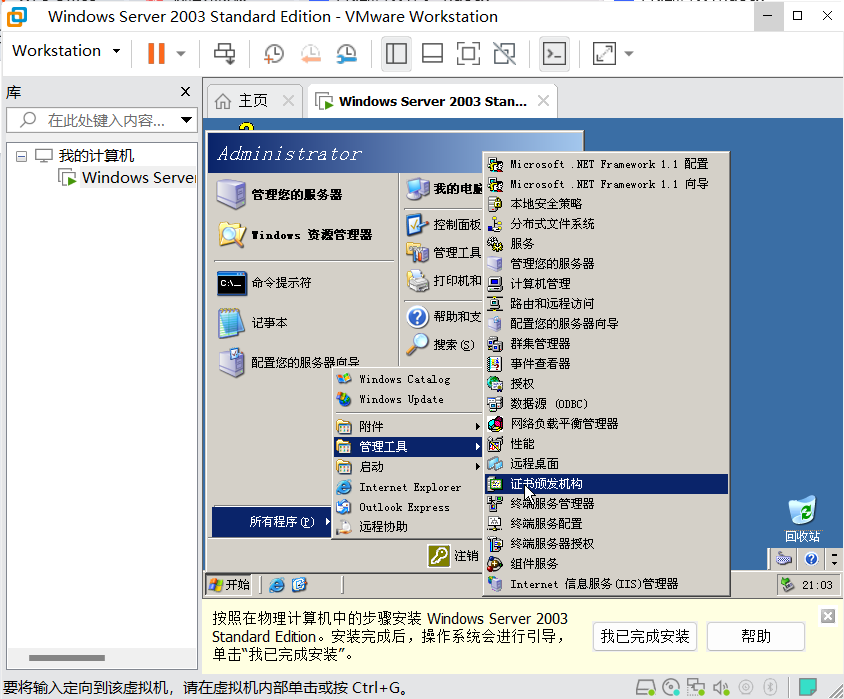 Windows Server 2003 Standard Edition - VMware Workstation
Workstation
库
主页
Windows Server 2003 Stan...
在此处键入内容...
我的计算机
Windows Server
Administrator
管理您的服务器
Windows 资源管理器
命令提示符
记事本
配置您的服务器向导
所有程序(P)
我的电脑
控制面板
管理工具
打印机和
帮助和支
搜索(S)
注销
Windows Catalog
Windows Update
附件
管理工具
启动
Internet Explorer
Outlook Express
远程协助
Microsoft .NET Framework 1.1 配置
Microsoft .NET Framework 1.1 向导
本地安全策略
分布式文件系统
服务
管理您的服务器
计算机管理
路由和远程访问
配置您的服务器向导
群集管理器
事件查看器
授权
数据源 (ODBC)
网络负载平衡管理器
性能
远程桌面
证书颁发机构
终端服务管理器
终端服务配置
终端服务器授权
组件服务
Internet 信息服务(IIS)管理器
回收站
开始
21:03
按照在物理计算机中的步骤安装 Windows Server 2003
Standard Edition。安装完成后，操作系统会进行引导，
单击“我已完成安装”。
我已完成安装
帮助
要将输入定向到该虚拟机，请在虚拟机内部单击或按 Ctrl+G。